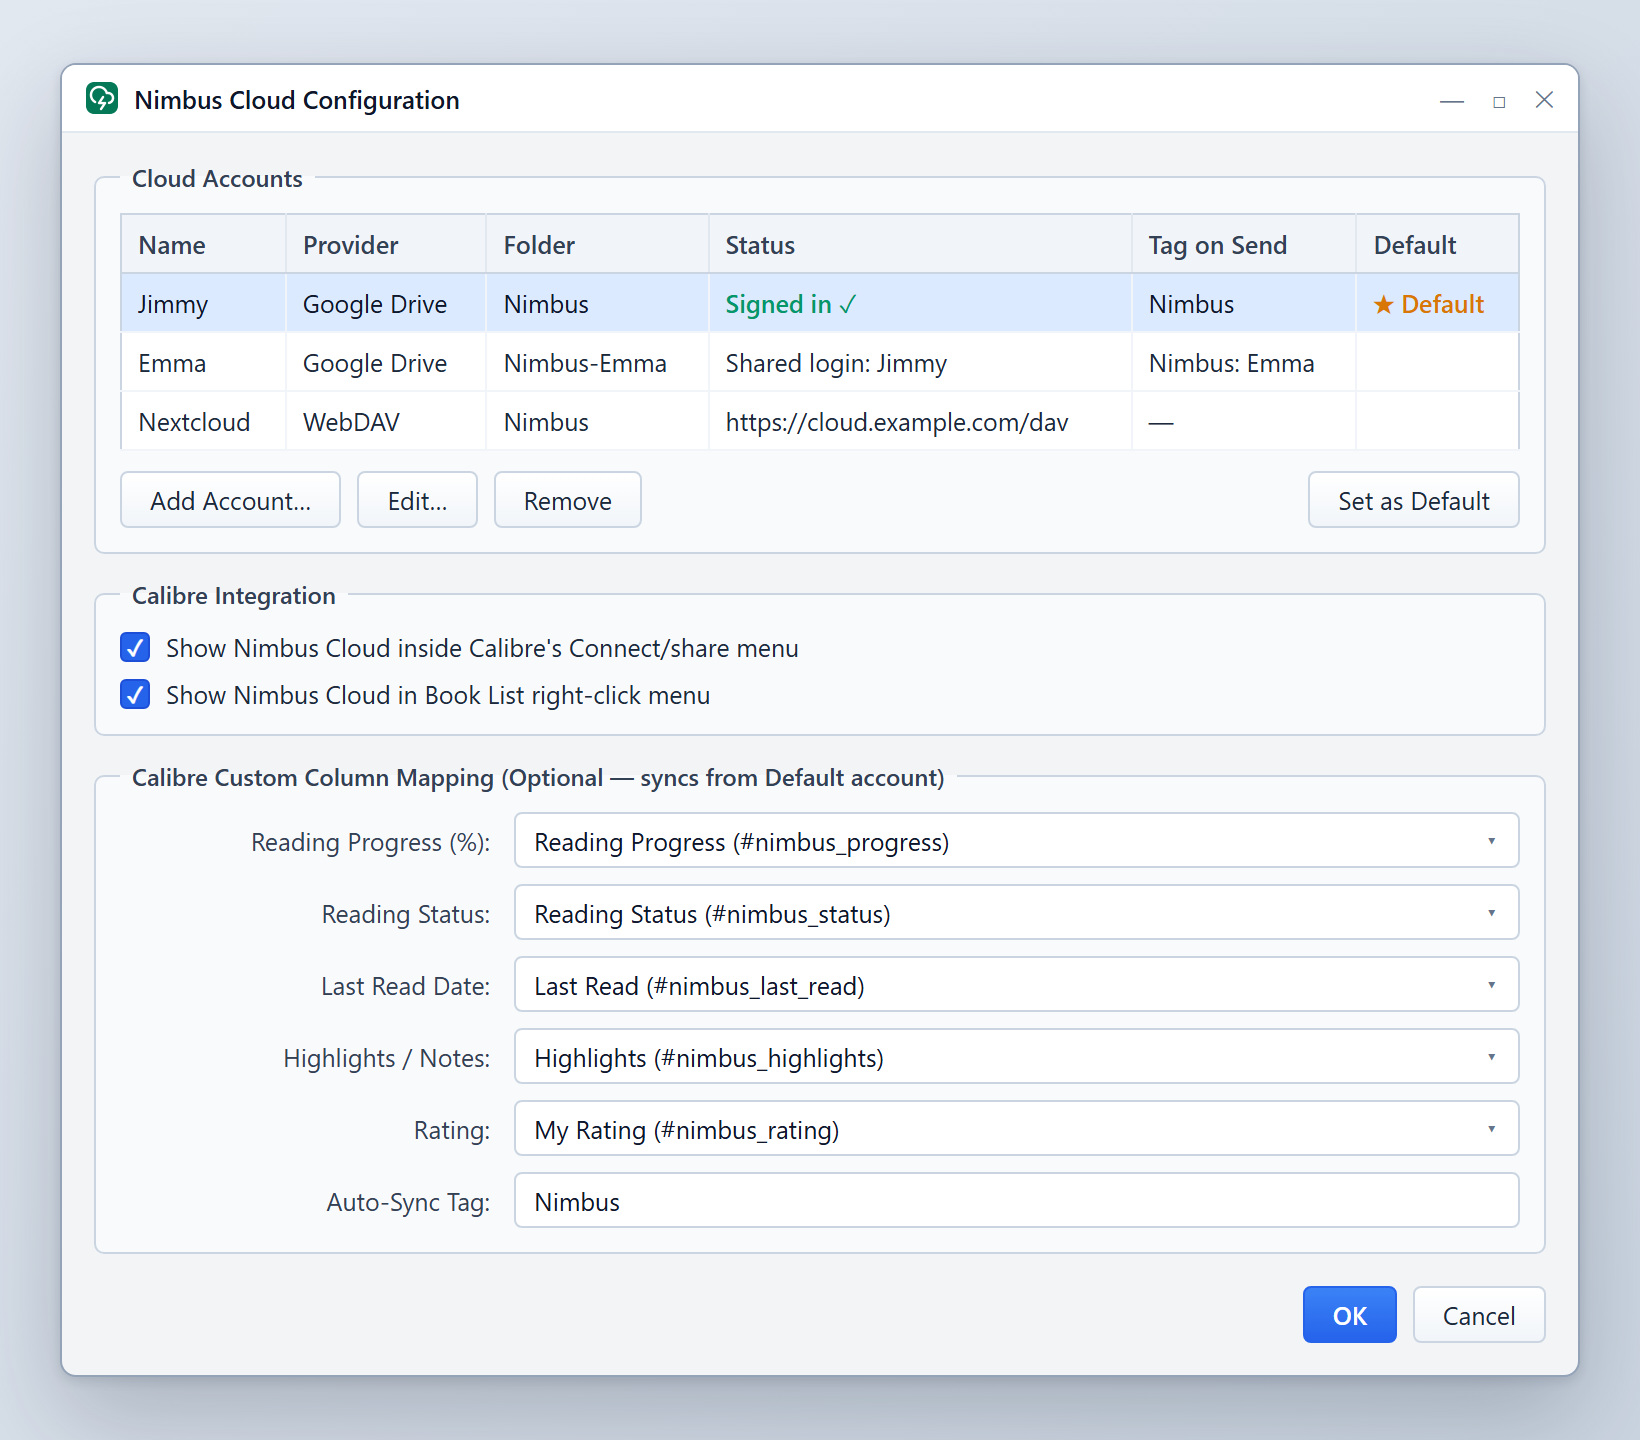 Nimbus Cloud Configuration
Cloud Accounts
Name Provider Folder Status Tag on Send Default
Jimmy Google Drive Nimbus Signed in ✓ Nimbus ★ Default
Emma Google Drive Nimbus-Emma Shared login: Jimmy Nimbus: Emma
Nextcloud WebDAV Nimbus https://cloud.example.com/dav —
Add Account... Edit... Remove Set as Default
Calibre Integration
Show Nimbus Cloud inside Calibre's Connect/share menu
Show Nimbus Cloud in Book List right-click menu
Calibre Custom Column Mapping (Optional — syncs from Default account)
Reading Progress (%): Reading Progress (#nimbus_progress)
Reading Status: Reading Status (#nimbus_status)
Last Read Date: Last Read (#nimbus_last_read)
Highlights / Notes: Highlights (#nimbus_highlights)
Rating: My Rating (#nimbus_rating)
Auto-Sync Tag: Nimbus
OK Cancel